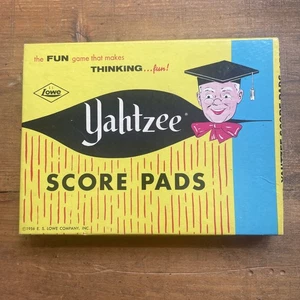 the FUN game that makes
THINKING...fun!
Lowe
Yahtzee®
SCORE PADS
©1956 E. S. LOWE COMPANY, INC.